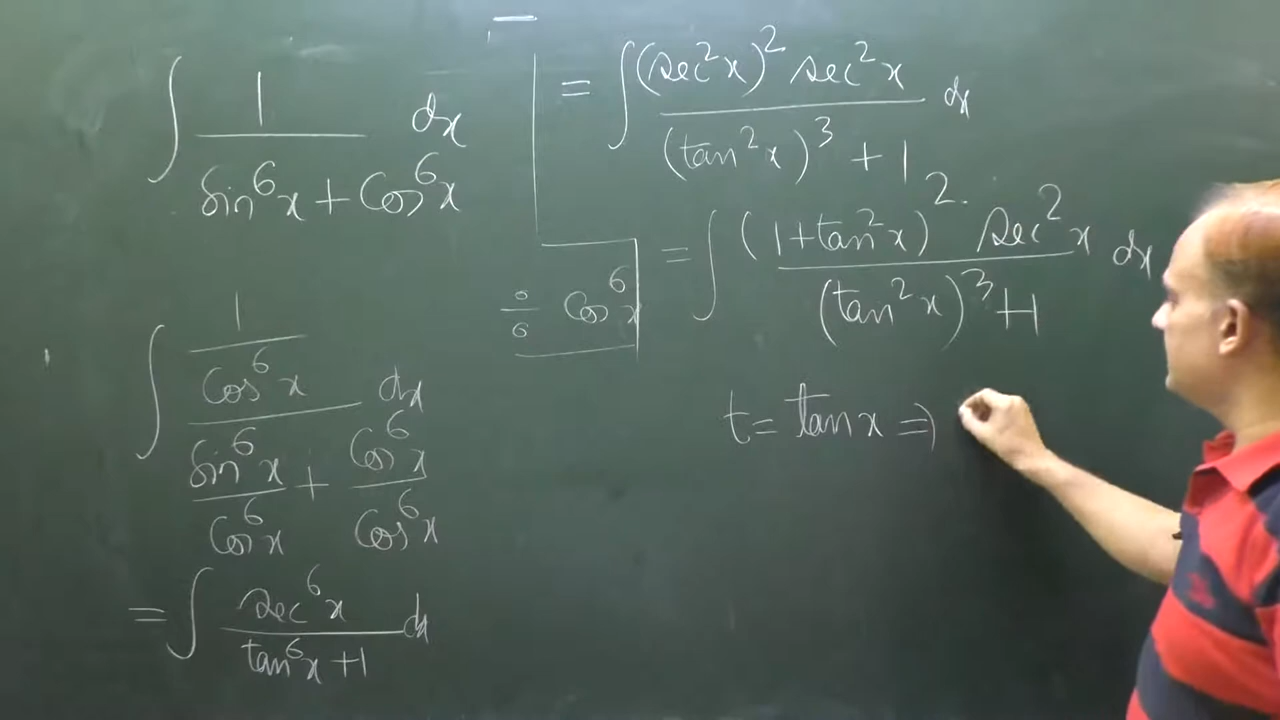 ∫ 1 / (sin⁶x + cos⁶x) dx
÷ cos⁶x
∫ (1/cos⁶x) / (sin⁶x/cos⁶x + cos⁶x/cos⁶x) dx
= ∫ sec⁶x / (tan⁶x + 1) dx
= ∫ (sec²x)² sec²x / ((tan²x)³ + 1) dx
= ∫ (1+tan²x)² · sec²x / ((tan²x)³ + 1) dx
t = tan x ⇒